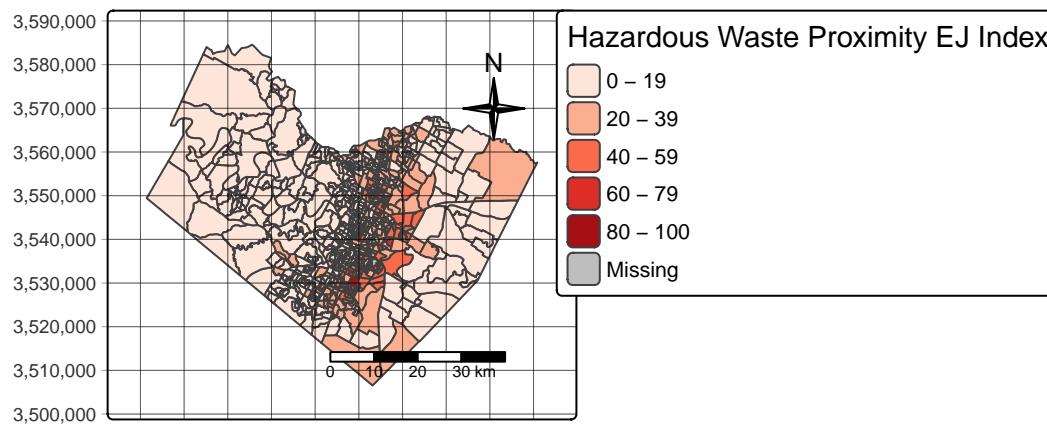 3,590,000
3,580,000
3,570,000
3,560,000
3,550,000
3,540,000
3,530,000
3,520,000
3,510,000
3,500,000
N
0 10 20 30 km
Hazardous Waste Proximity EJ Index
0 − 19
20 − 39
40 − 59
60 − 79
80 − 100
Missing